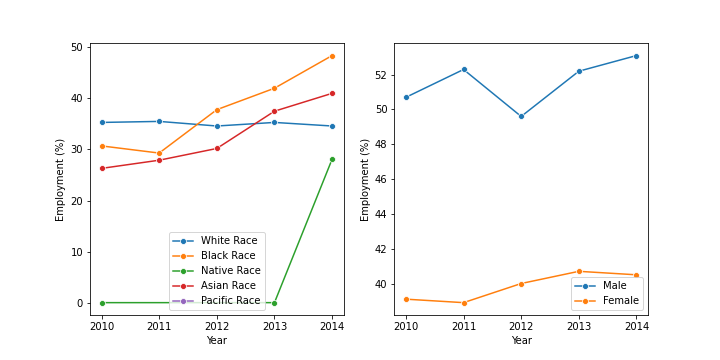 50
40
30
20
10
0
Employment (%)
White Race
Black Race
Native Race
Asian Race
Pacific Race
2010 2011 2012 2013 2014
Year
52
50
48
46
44
42
40
Employment (%)
Male
Female
2010 2011 2012 2013 2014
Year